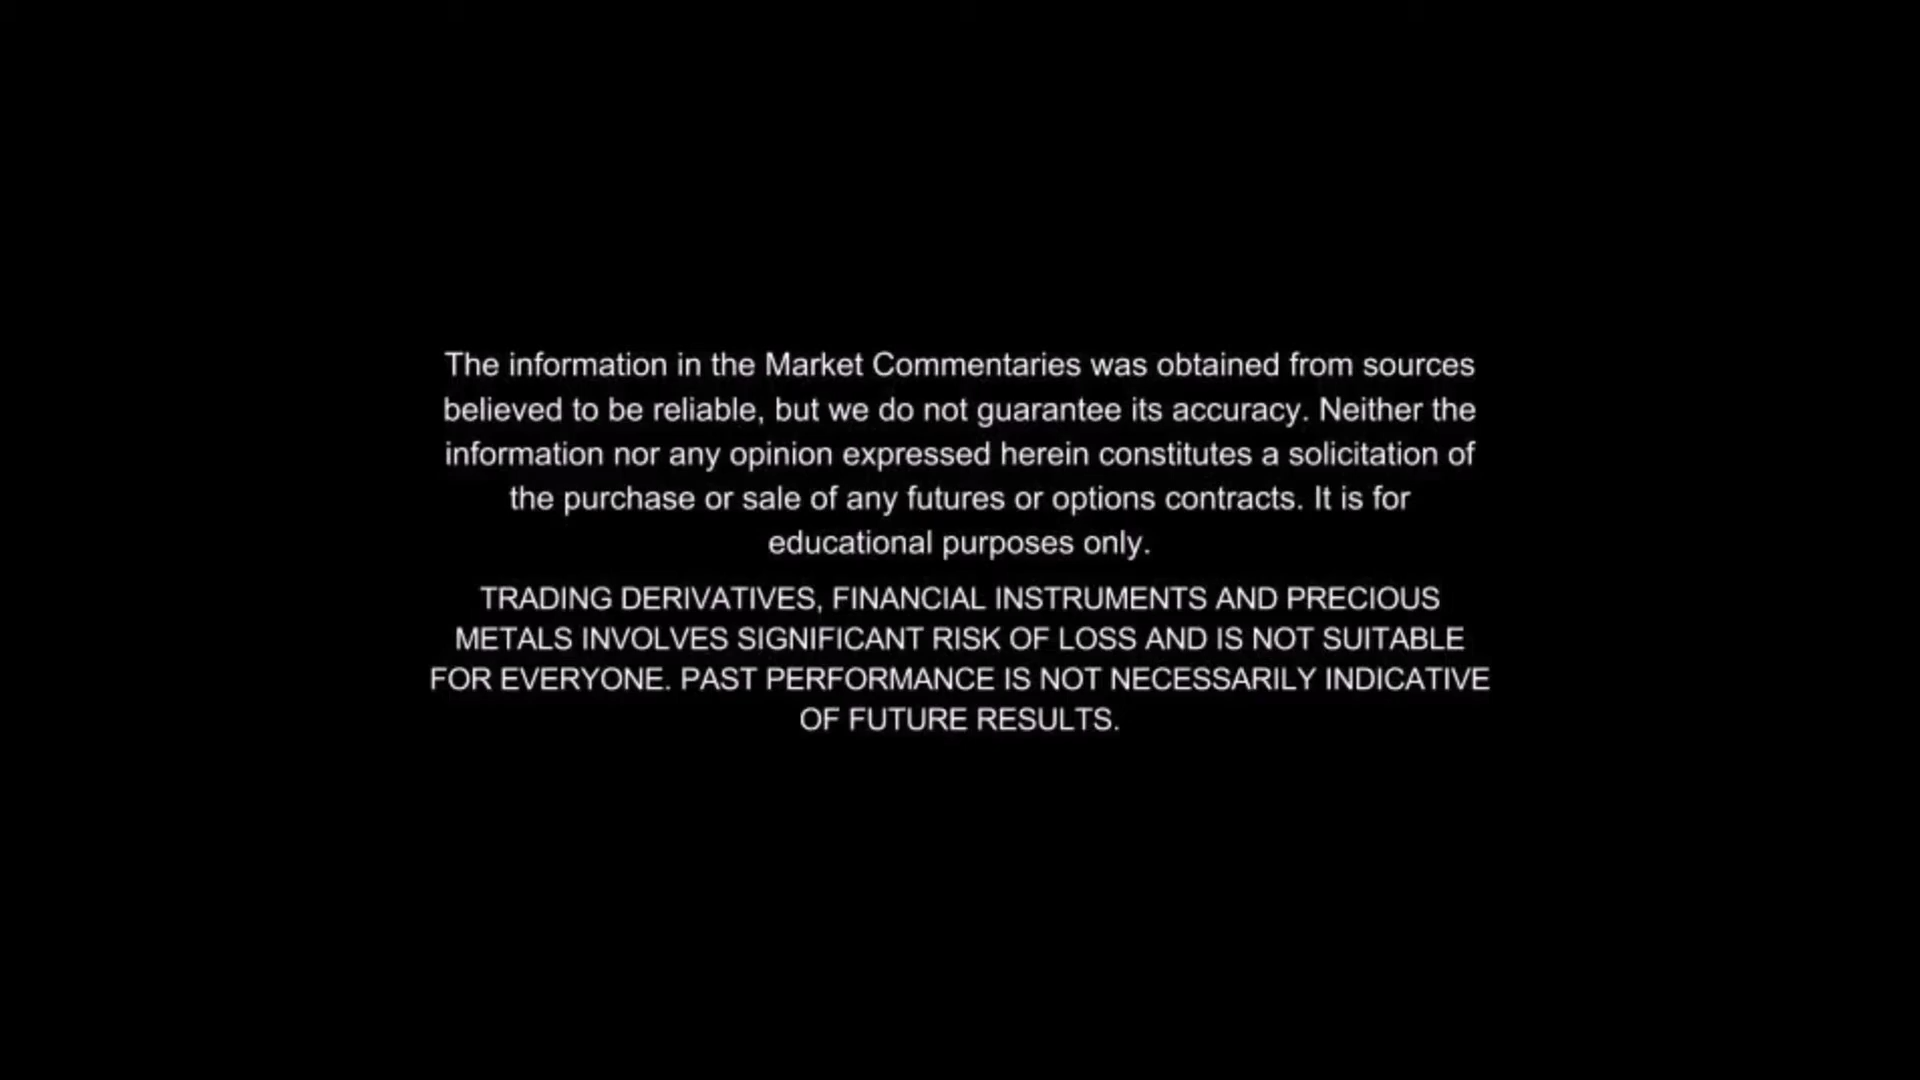 The information in the Market Commentaries was obtained from sources
believed to be reliable, but we do not guarantee its accuracy. Neither the
information nor any opinion expressed herein constitutes a solicitation of
the purchase or sale of any futures or options contracts. It is for
educational purposes only.
TRADING DERIVATIVES, FINANCIAL INSTRUMENTS AND PRECIOUS
METALS INVOLVES SIGNIFICANT RISK OF LOSS AND IS NOT SUITABLE
FOR EVERYONE. PAST PERFORMANCE IS NOT NECESSARILY INDICATIVE
OF FUTURE RESULTS.